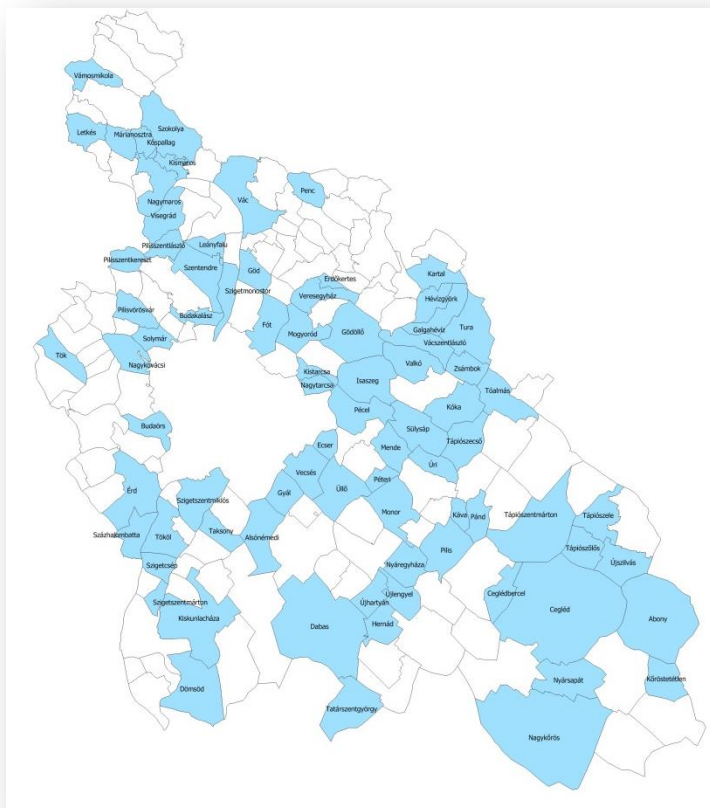 Vámosmikola
Letkés
Márianosztra
Szokolya
Kóspallag
Kismaros
Nagymaros
Visegrád
Vác
Penc
Pilisszentlászló
Leányfalu
Pilisszentkereszt
Szentendre
Göd
Szigetmonostor
Erdőkertes
Veresegyház
Kartal
Hévízgyörk
Pilisvörösvár
Budakalász
Fót
Mogyoród
Gödöllő
Galgahévíz
Tura
Vácszentlászló
Solymár
Tök
Nagykovácsi
Kistarcsa
Nagytarcsa
Isaszeg
Valkó
Zsámbok
Tóalmás
Pécel
Kóka
Budaörs
Sülysáp
Tápiószecső
Ecser
Mende
Úri
Vecsés
Üllő
Péteri
Érd
Gyál
Szigetszentmiklós
Monor
Káva
Pánd
Tápiószentmárton
Tápiószele
Százhalombatta
Tököl
Taksony
Alsónémedi
Pilis
Tápiószőlős
Újszilvás
Szigetcsép
Nyáregyháza
Szigetszentmárton
Újlengyel
Újhartyán
Ceglédbercel
Cegléd
Abony
Kiskunlacháza
Dabas
Hernád
Dömsöd
Nyársapát
Kőröstetétlen
Tatárszentgyörgy
Nagykőrös